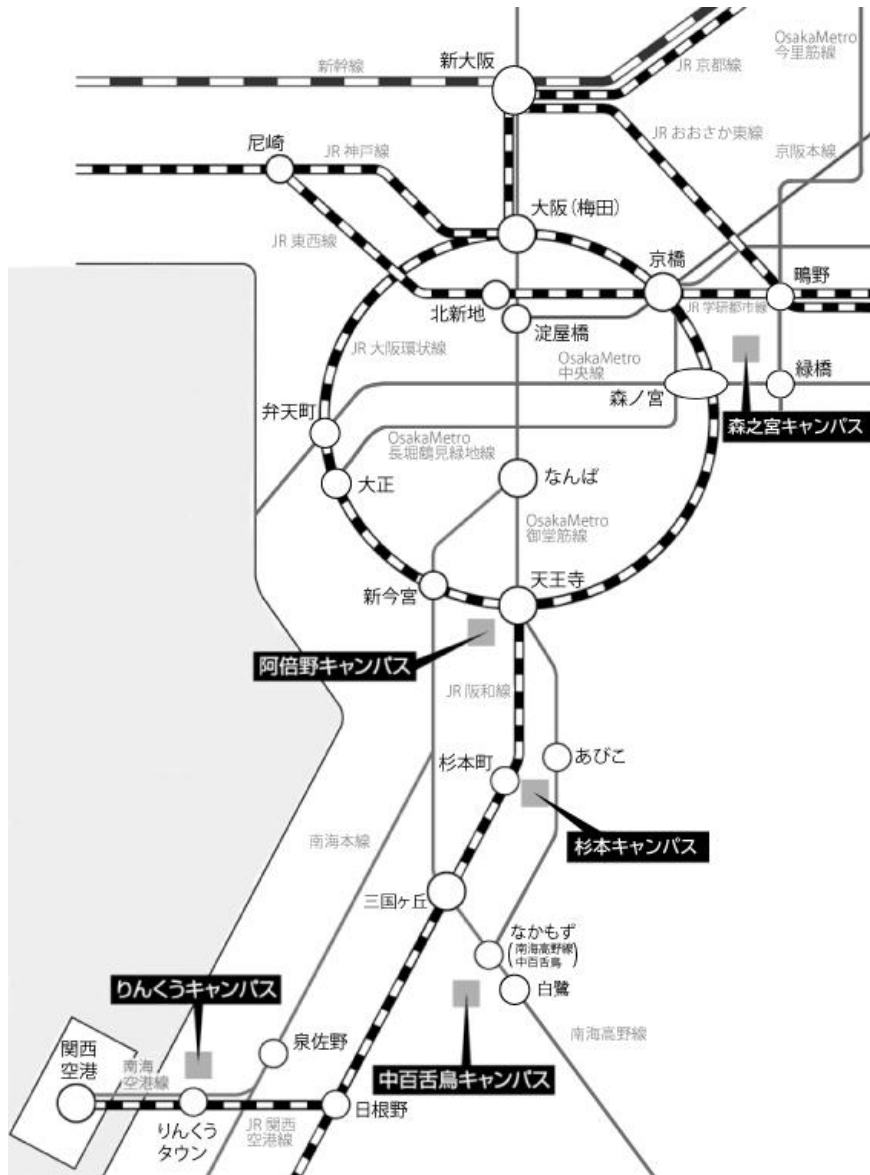 OsakaMetro
今里筋線
新幹線
新大阪
JR 京都線
JR おおさか東線
尼崎
JR 神戸線
京阪本線
大阪(梅田)
JR 東西線
京橋
鴫野
北新地
JR 学研都市線
淀屋橋
JR 大阪環状線
OsakaMetro
中央線
緑橋
森ノ宮
弁天町
森之宮キャンパス
OsakaMetro
長堀鶴見緑地線
大正
なんば
OsakaMetro
御堂筋線
天王寺
新今宮
阿倍野キャンパス
JR 阪和線
杉本町
あびこ
南海本線
杉本キャンパス
三国ヶ丘
なかもず
(南海高野線
中百舌鳥)
りんくうキャンパス
白鷺
南海高野線
関西
空港
南海
空港線
泉佐野
中百舌鳥キャンパス
りんくう
タウン
JR 関西
空港線
日根野